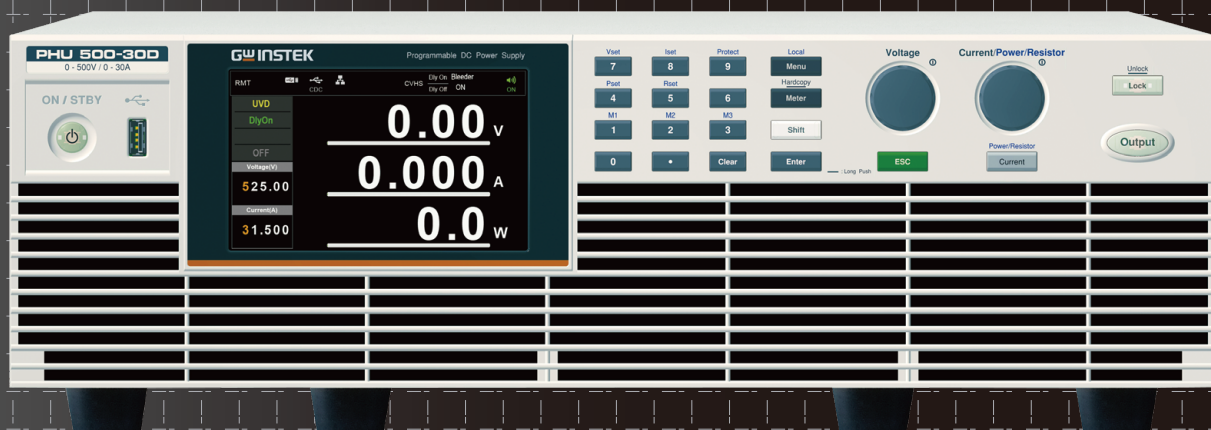 PHU 500-30D
0 - 500V / 0 - 30A
ON / STBY
GW INSTEK
Programmable DC Power Supply
RMT
CDC
CVHS
Dly On
Dly Off
Bleeder
ON
ON
UVD
DlyOn
OFF
Voltage(V)
525.00
Current(A)
31.500
0.00 V
0.000 A
0.0 W
Vset Iset Protect Local
7 8 9 Menu
Pset Rset Hardcopy
4 5 6 Meter
M1 M2 M3
1 2 3 Shift
0 • Clear Enter
: Long Push
Voltage
ESC
Current/Power/Resistor
Power/Resistor
Current
Unlock
Lock
Output